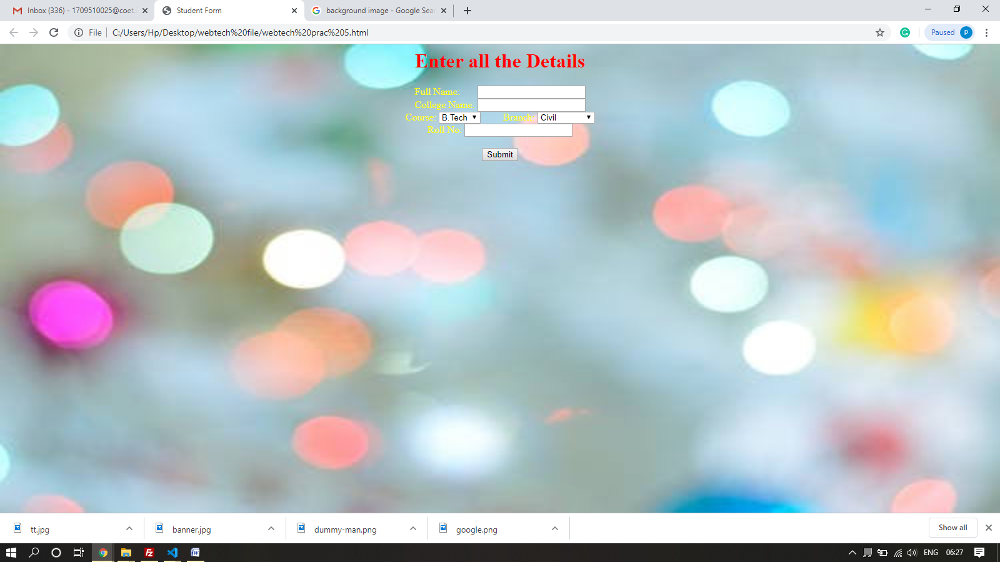 Inbox (336) - 1709510025@coet.
Student Form
background image - Google Sea
File
C:/Users/Hp/Desktop/webtech%20file/webtech%20prac%205.html
Paused
P
Enter all the Details
Full Name:
College Name:
Course: B.Tech Branch: Civil
Roll No:
Submit
tt.jpg
banner.jpg
dummy-man.png
google.png
Show all
ENG 06:27